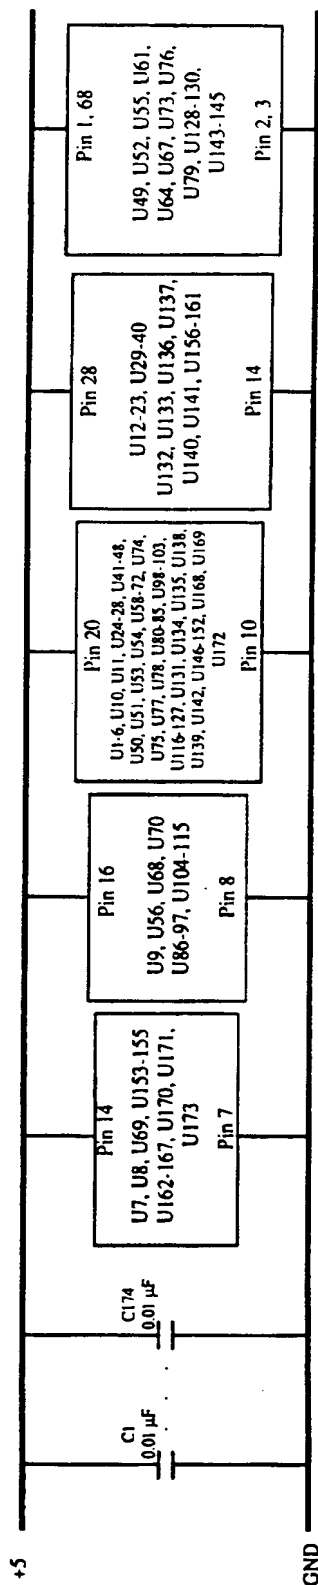 +5
GND
C1
0.01 µF
. . .
C174
0.01 µF
Pin 14
U7, U8, U69, U153-155
U162-167, U170, U171,
U173
Pin 7
Pin 16
U9, U56, U68, U70
U86-97, U104-115
Pin 8
Pin 20
U1-6, U10, U11, U24-28, U41-48,
U50, U51, U53, U54, U58-72, U74,
U75, U77, U78, U80-85, U98-103,
U116-127, U131, U134, U135, U138,
U139, U142, U146-152, U168, U169
U172
Pin 10
Pin 28
U12-23, U29-40
U132, U133, U136, U137,
U140, U141, U156-161
Pin 14
Pin 1, 68
U49, U52, U55, U61,
U64, U67, U73, U76,
U79, U128-130,
U143-145
Pin 2, 3